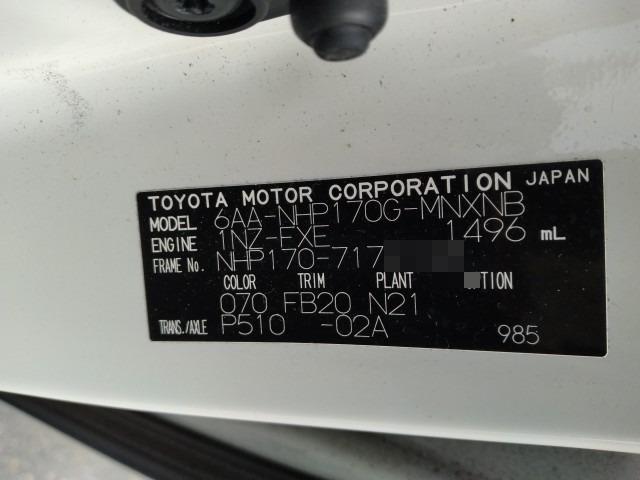 TOYOTA MOTOR CORPORATION JAPAN
MODEL 6AA-NHP170G-MNXNB
ENGINE 1NZ-EXE 1496 mL
FRAME No. NHP170-717
COLOR TRIM PLANT TION
070 FB20 N21
TRANS./AXLE P510 -02A 985